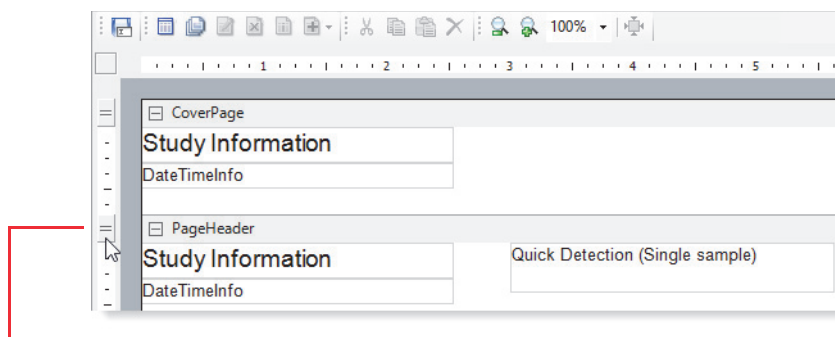 100%
1 2 3 4 5
CoverPage
Study Information
DateTimeInfo
PageHeader
Study Information Quick Detection (Single sample)
DateTimeInfo